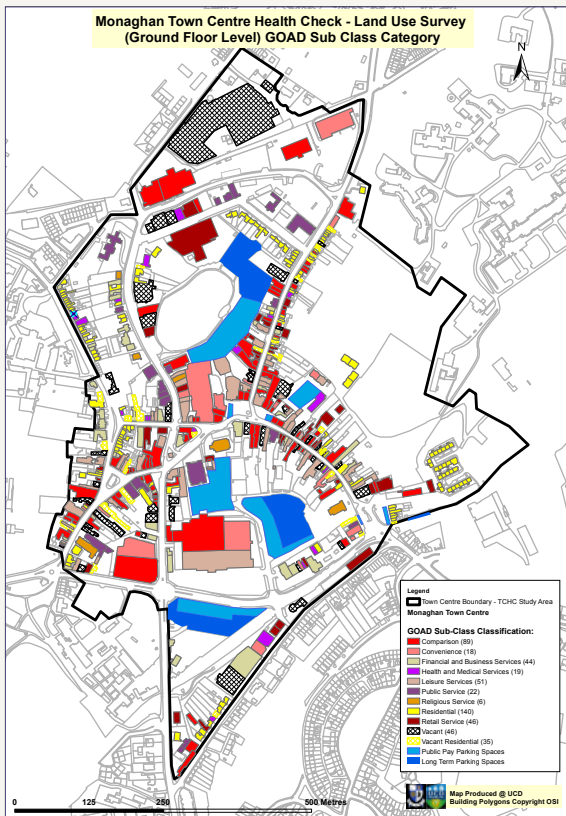 Monaghan Town Centre Health Check - Land Use Survey
(Ground Floor Level) GOAD Sub Class Category
N
Legend
Town Centre Boundary - TCHC Study Area
Monaghan Town Centre
GOAD Sub-Class Classification:
Comparison (89)
Convenience (18)
Financial and Business Services (44)
Health and Medical Services (19)
Leisure Services (51)
Public Service (22)
Religious Service (6)
Residential (140)
Retail Service (46)
Vacant (46)
Vacant Residential (35)
Public Pay Parking Spaces
Long Term Parking Spaces
0 125 250 500 Metres
Map Produced @ UCD
Building Polygons Copyright OSI